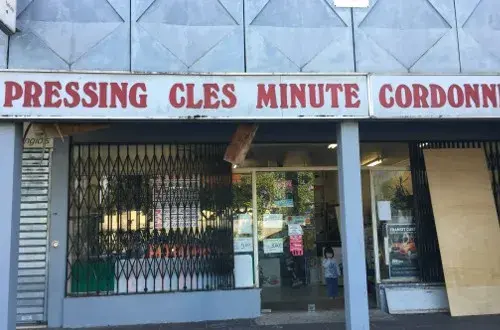 PRESSING CLES MINUTE CORDONN